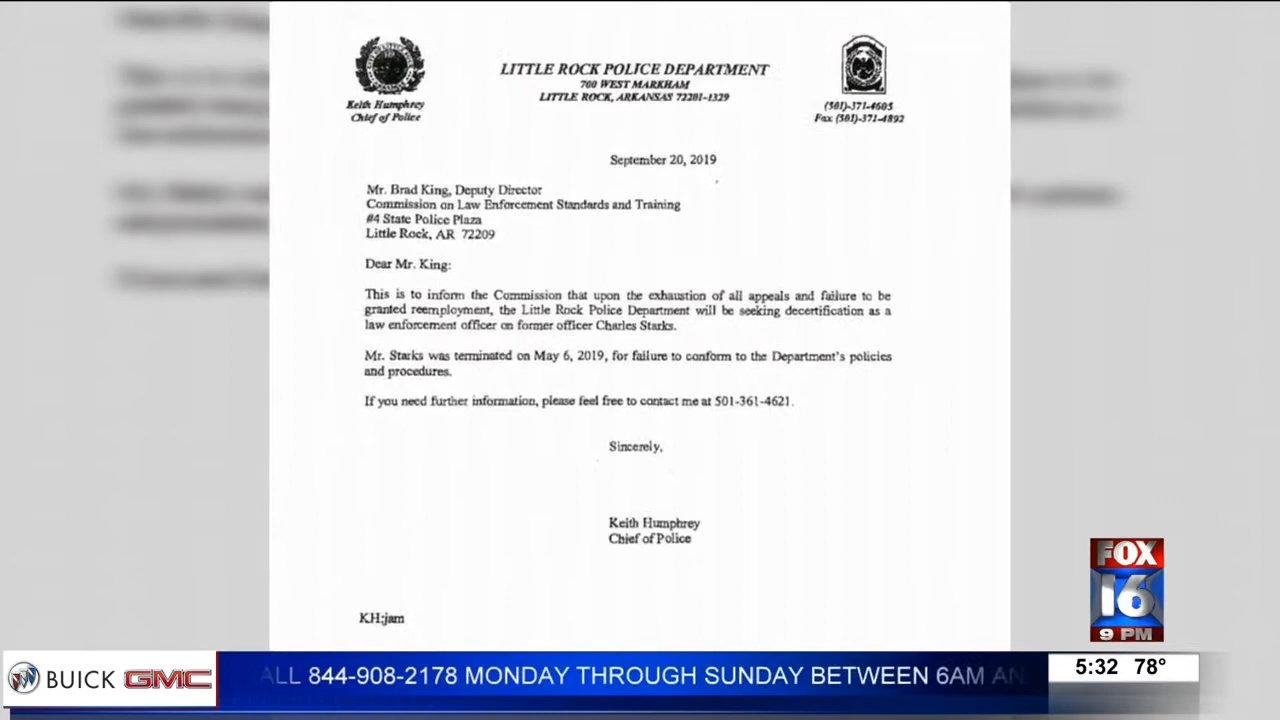 LITTLE ROCK POLICE DEPARTMENT
700 WEST MARKHAM
LITTLE ROCK, ARKANSAS 72201-1329
Keith Humphrey
Chief of Police
(501)-371-4605
Fax (501)-371-4892
September 20, 2019
Mr. Brad King, Deputy Director
Commission on Law Enforcement Standards and Training
#4 State Police Plaza
Little Rock, AR 72209
Dear Mr. King:
This is to inform the Commission that upon the exhaustion of all appeals and failure to be
granted reemployment, the Little Rock Police Department will be seeking decertification as a
law enforcement officer on former officer Charles Starks.
Mr. Starks was terminated on May 6, 2019, for failure to conform to the Department's policies
and procedures.
If you need further information, please feel free to contact me at 501-361-4621.
Sincerely,
Keith Humphrey
Chief of Police
KH:jam
FOX
16
9 PM
BUICK GMC
ALL 844-908-2178 MONDAY THROUGH SUNDAY BETWEEN 6AM AN
5:32 78°